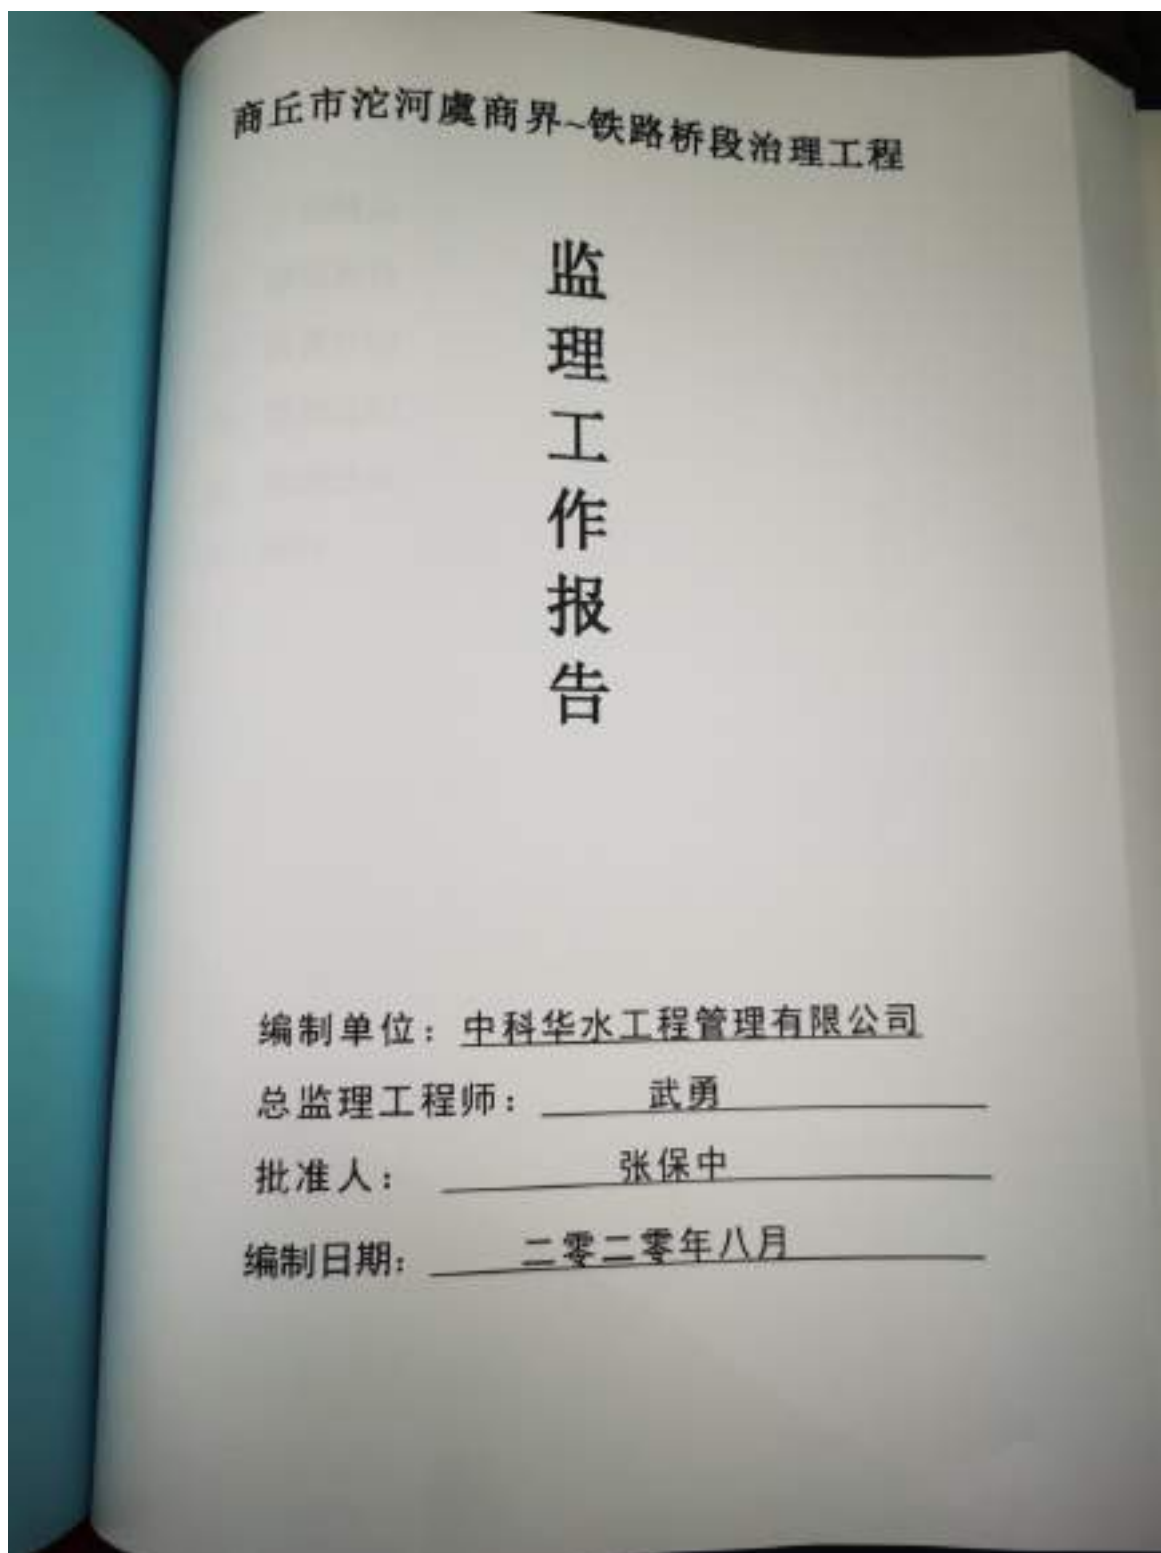 商丘市沱河虞商界~铁路桥段治理工程
监理工作报告
编制单位：中科华水工程管理有限公司
总监理工程师：武勇
批准人：张保中
编制日期：二零二零年八月